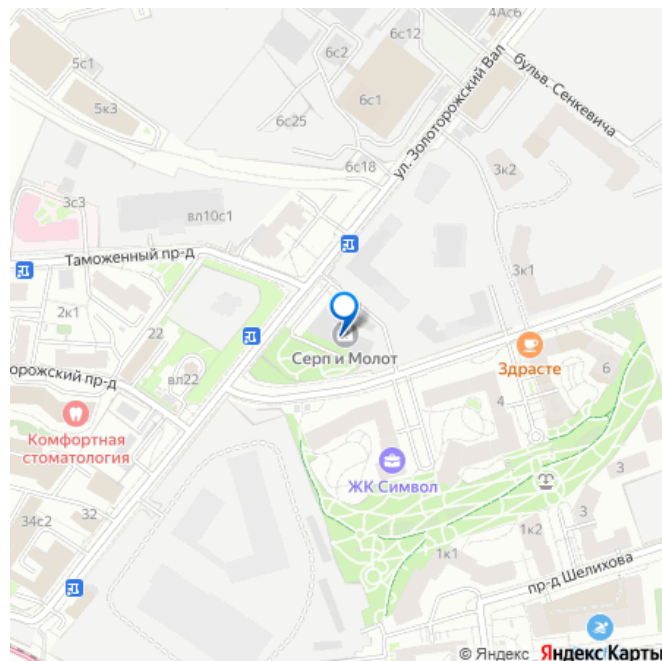 4Ас6
6с2
6с12
5с1
бульв. Сенкевича
ул. Золоторожский Вал
6с1
5к3
6с25
6с18
3к2
3с3
вл10с1
Таможенный пр-д
3к1
2к1
22
Серп и Молот
Здрасте
6
орожский пр-д
вл22
4
Комфортная
стоматология
ЖК Символ
3
34с2
32
3
1к2
1к1
пр-д Шелихова
© Яндекс Яндекс Карты